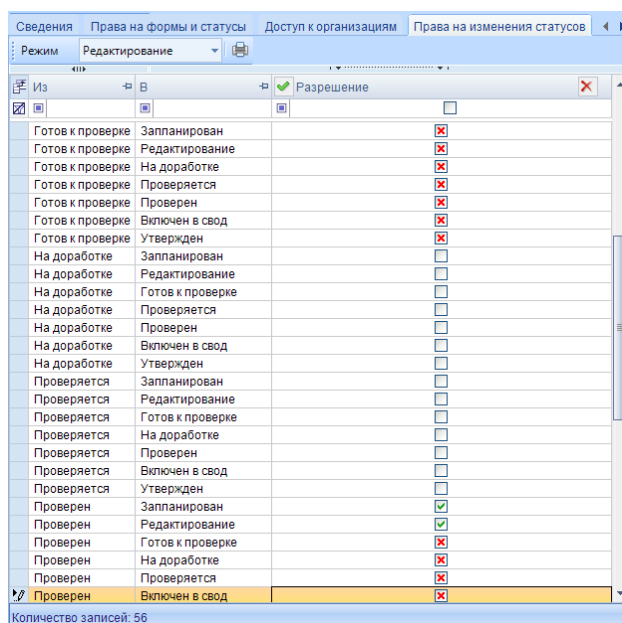 Сведения Права на формы и статусы Доступ к организациям Права на изменения статусов
Режим Редактирование
Из В Разрешение
Готов к проверке Запланирован
Готов к проверке Редактирование
Готов к проверке На доработке
Готов к проверке Проверяется
Готов к проверке Проверен
Готов к проверке Включен в свод
Готов к проверке Утвержден
На доработке Запланирован
На доработке Редактирование
На доработке Готов к проверке
На доработке Проверяется
На доработке Проверен
На доработке Включен в свод
На доработке Утвержден
Проверяется Запланирован
Проверяется Редактирование
Проверяется Готов к проверке
Проверяется На доработке
Проверяется Проверен
Проверяется Включен в свод
Проверяется Утвержден
Проверен Запланирован
Проверен Редактирование
Проверен Готов к проверке
Проверен На доработке
Проверен Проверяется
Проверен Включен в свод
Количество записей: 56